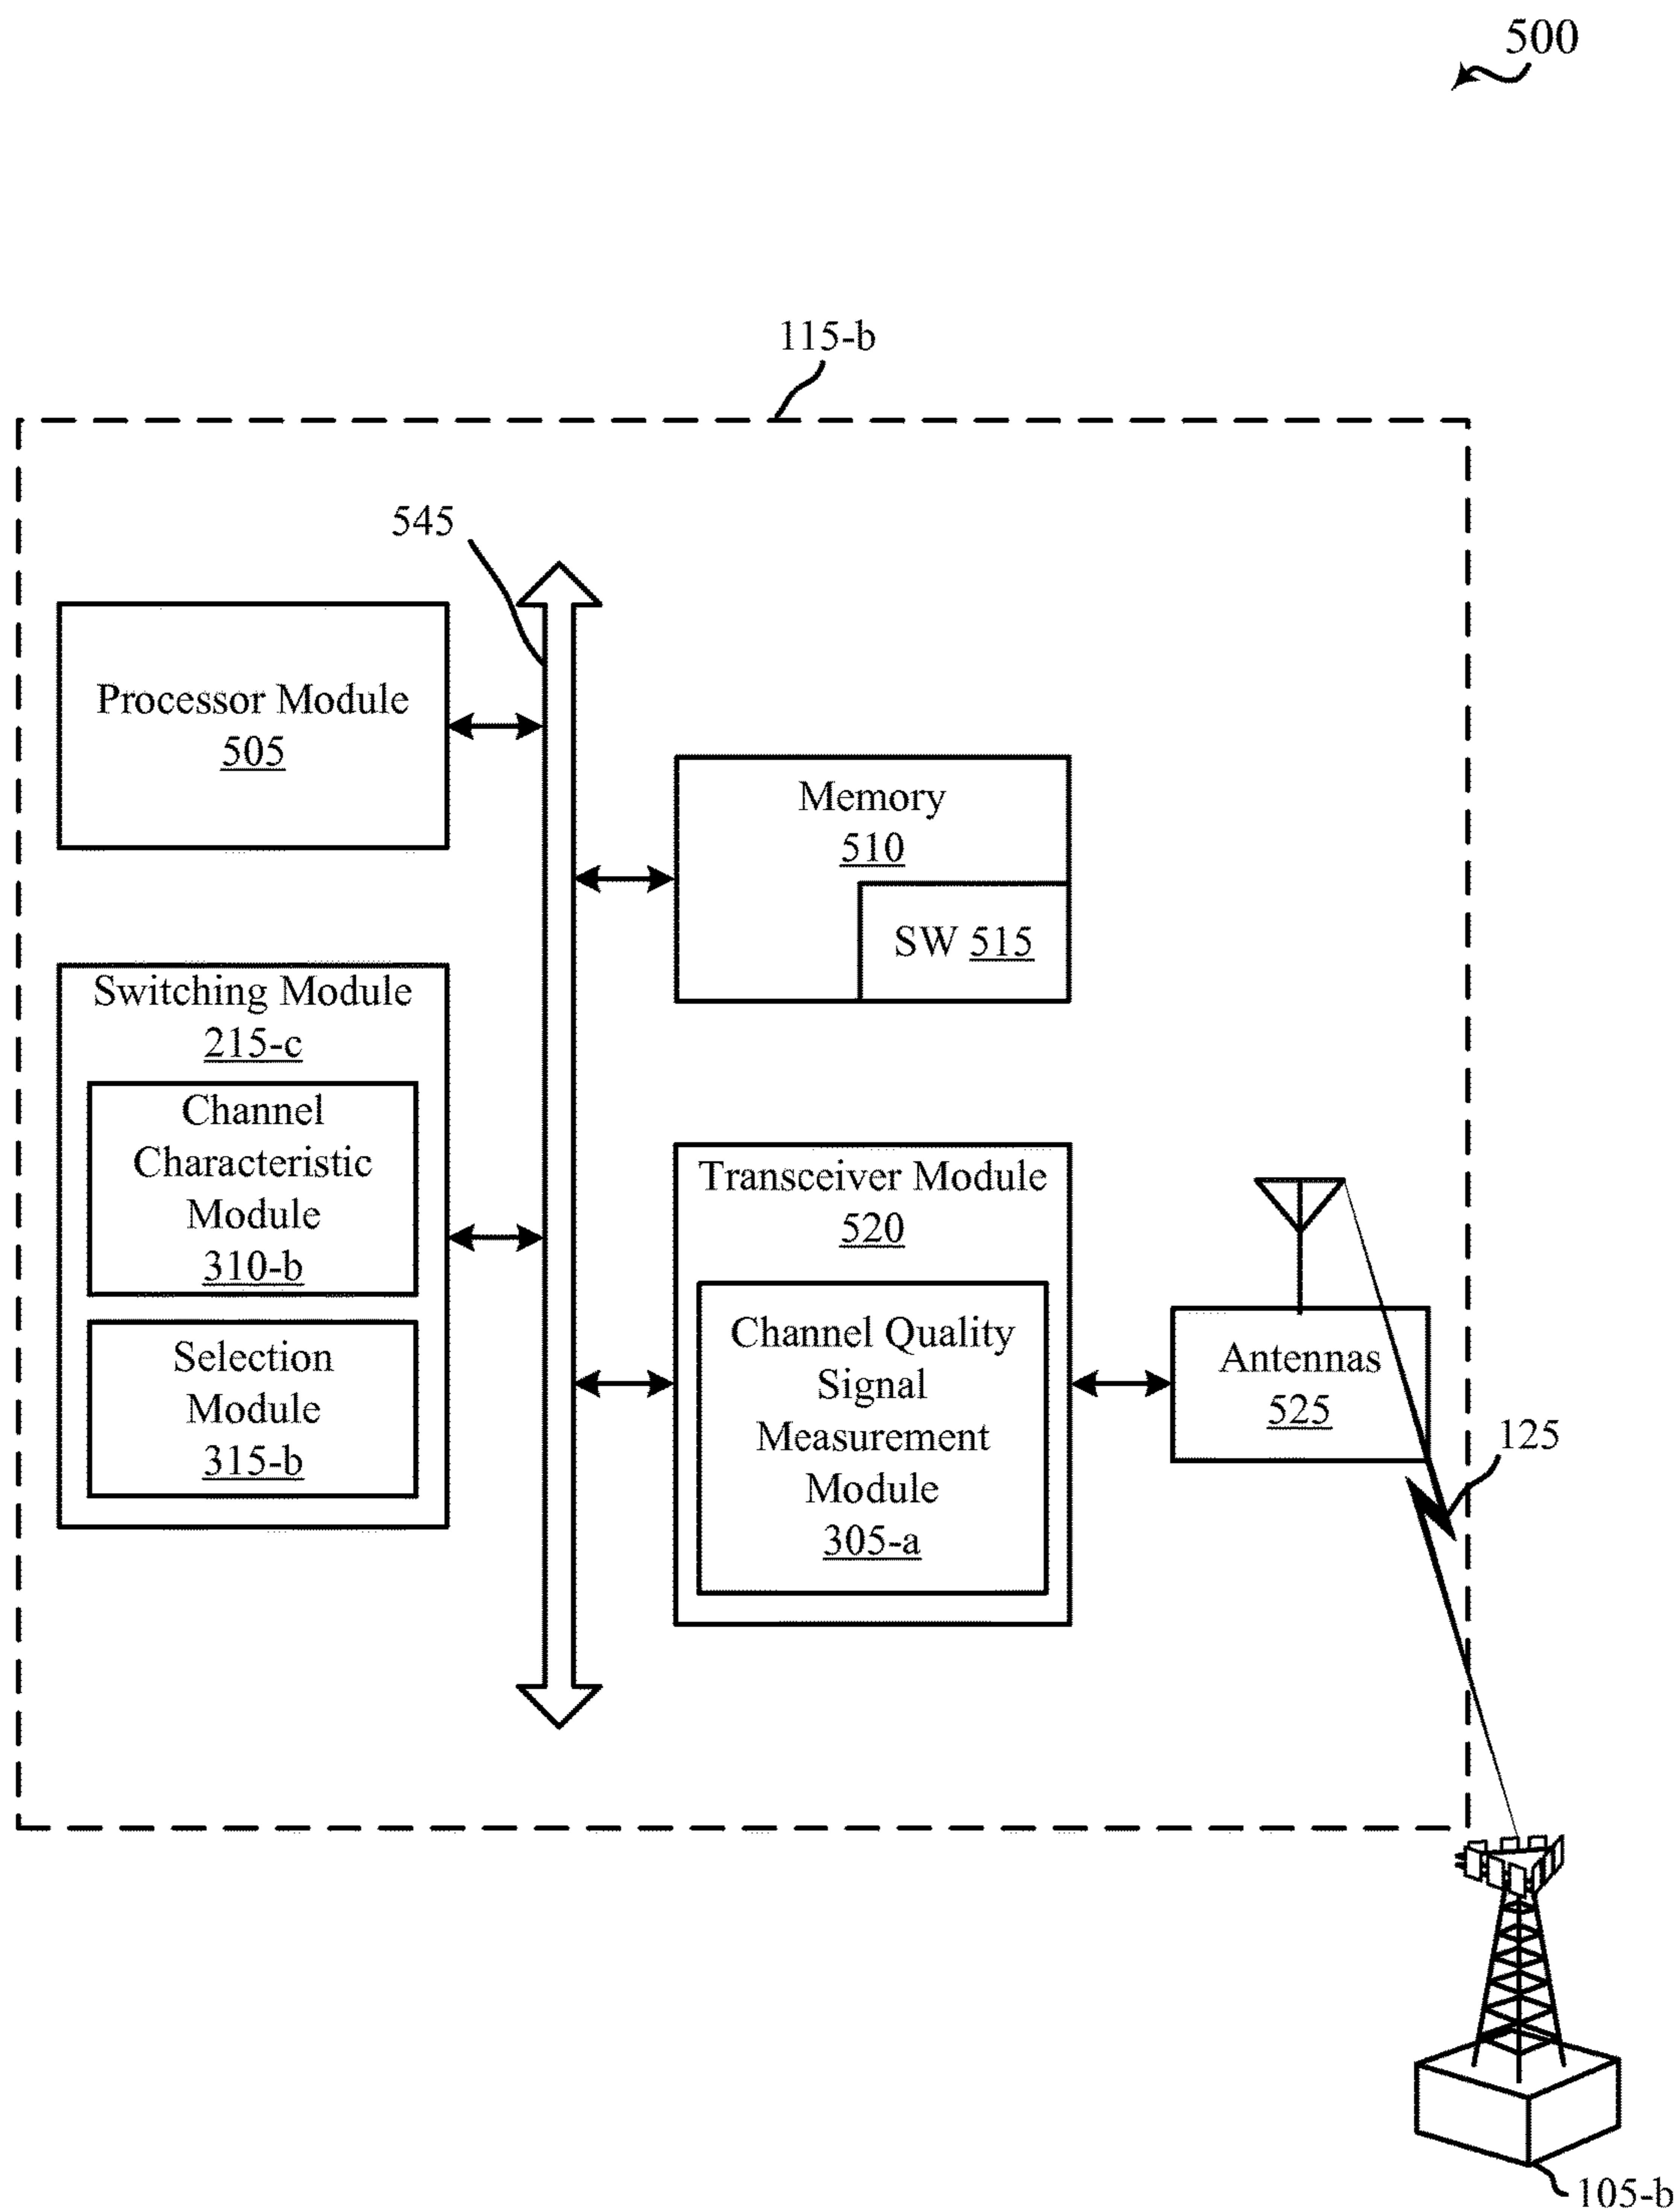 500
115-b
545
Processor Module
505
Memory
510
SW 515
Switching Module
215-c
Channel
Characteristic
Module
310-b
Selection
Module
315-b
Transceiver Module
520
Channel Quality
Signal
Measurement
Module
305-a
Antennas
525
125
105-b